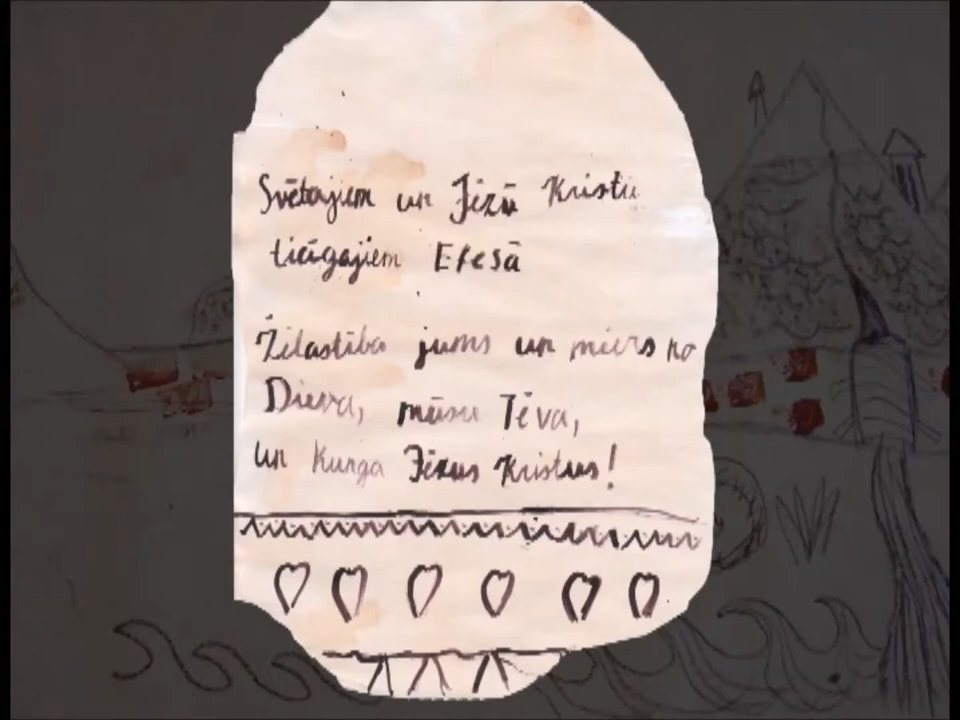 Svētajiem un Jēzū Kristū
ticīgajiem Efesā
Žēlastība jums un miers no
Dieva, mūsu Tēva,
un Kunga Jēzus Kristus!